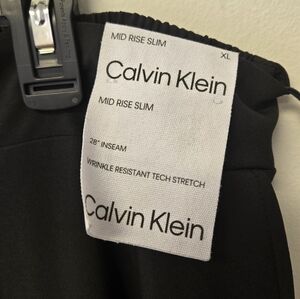 MID RISE SLIM
XL
Calvin Klein
MID RISE SLIM
28" INSEAM
WRINKLE RESISTANT TECH STRETCH
Calvin Klein